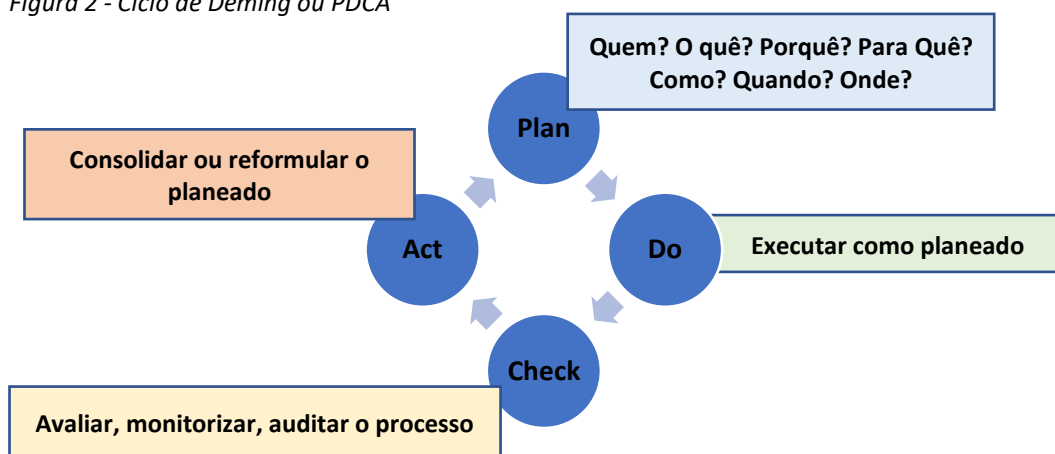 Figura 2 - Ciclo de Deming ou PDCA
Quem? O quê? Porquê? Para Quê?
Como? Quando? Onde?
Plan
Consolidar ou reformular o
planeado
Act
Do
Executar como planeado
Check
Avaliar, monitorizar, auditar o processo